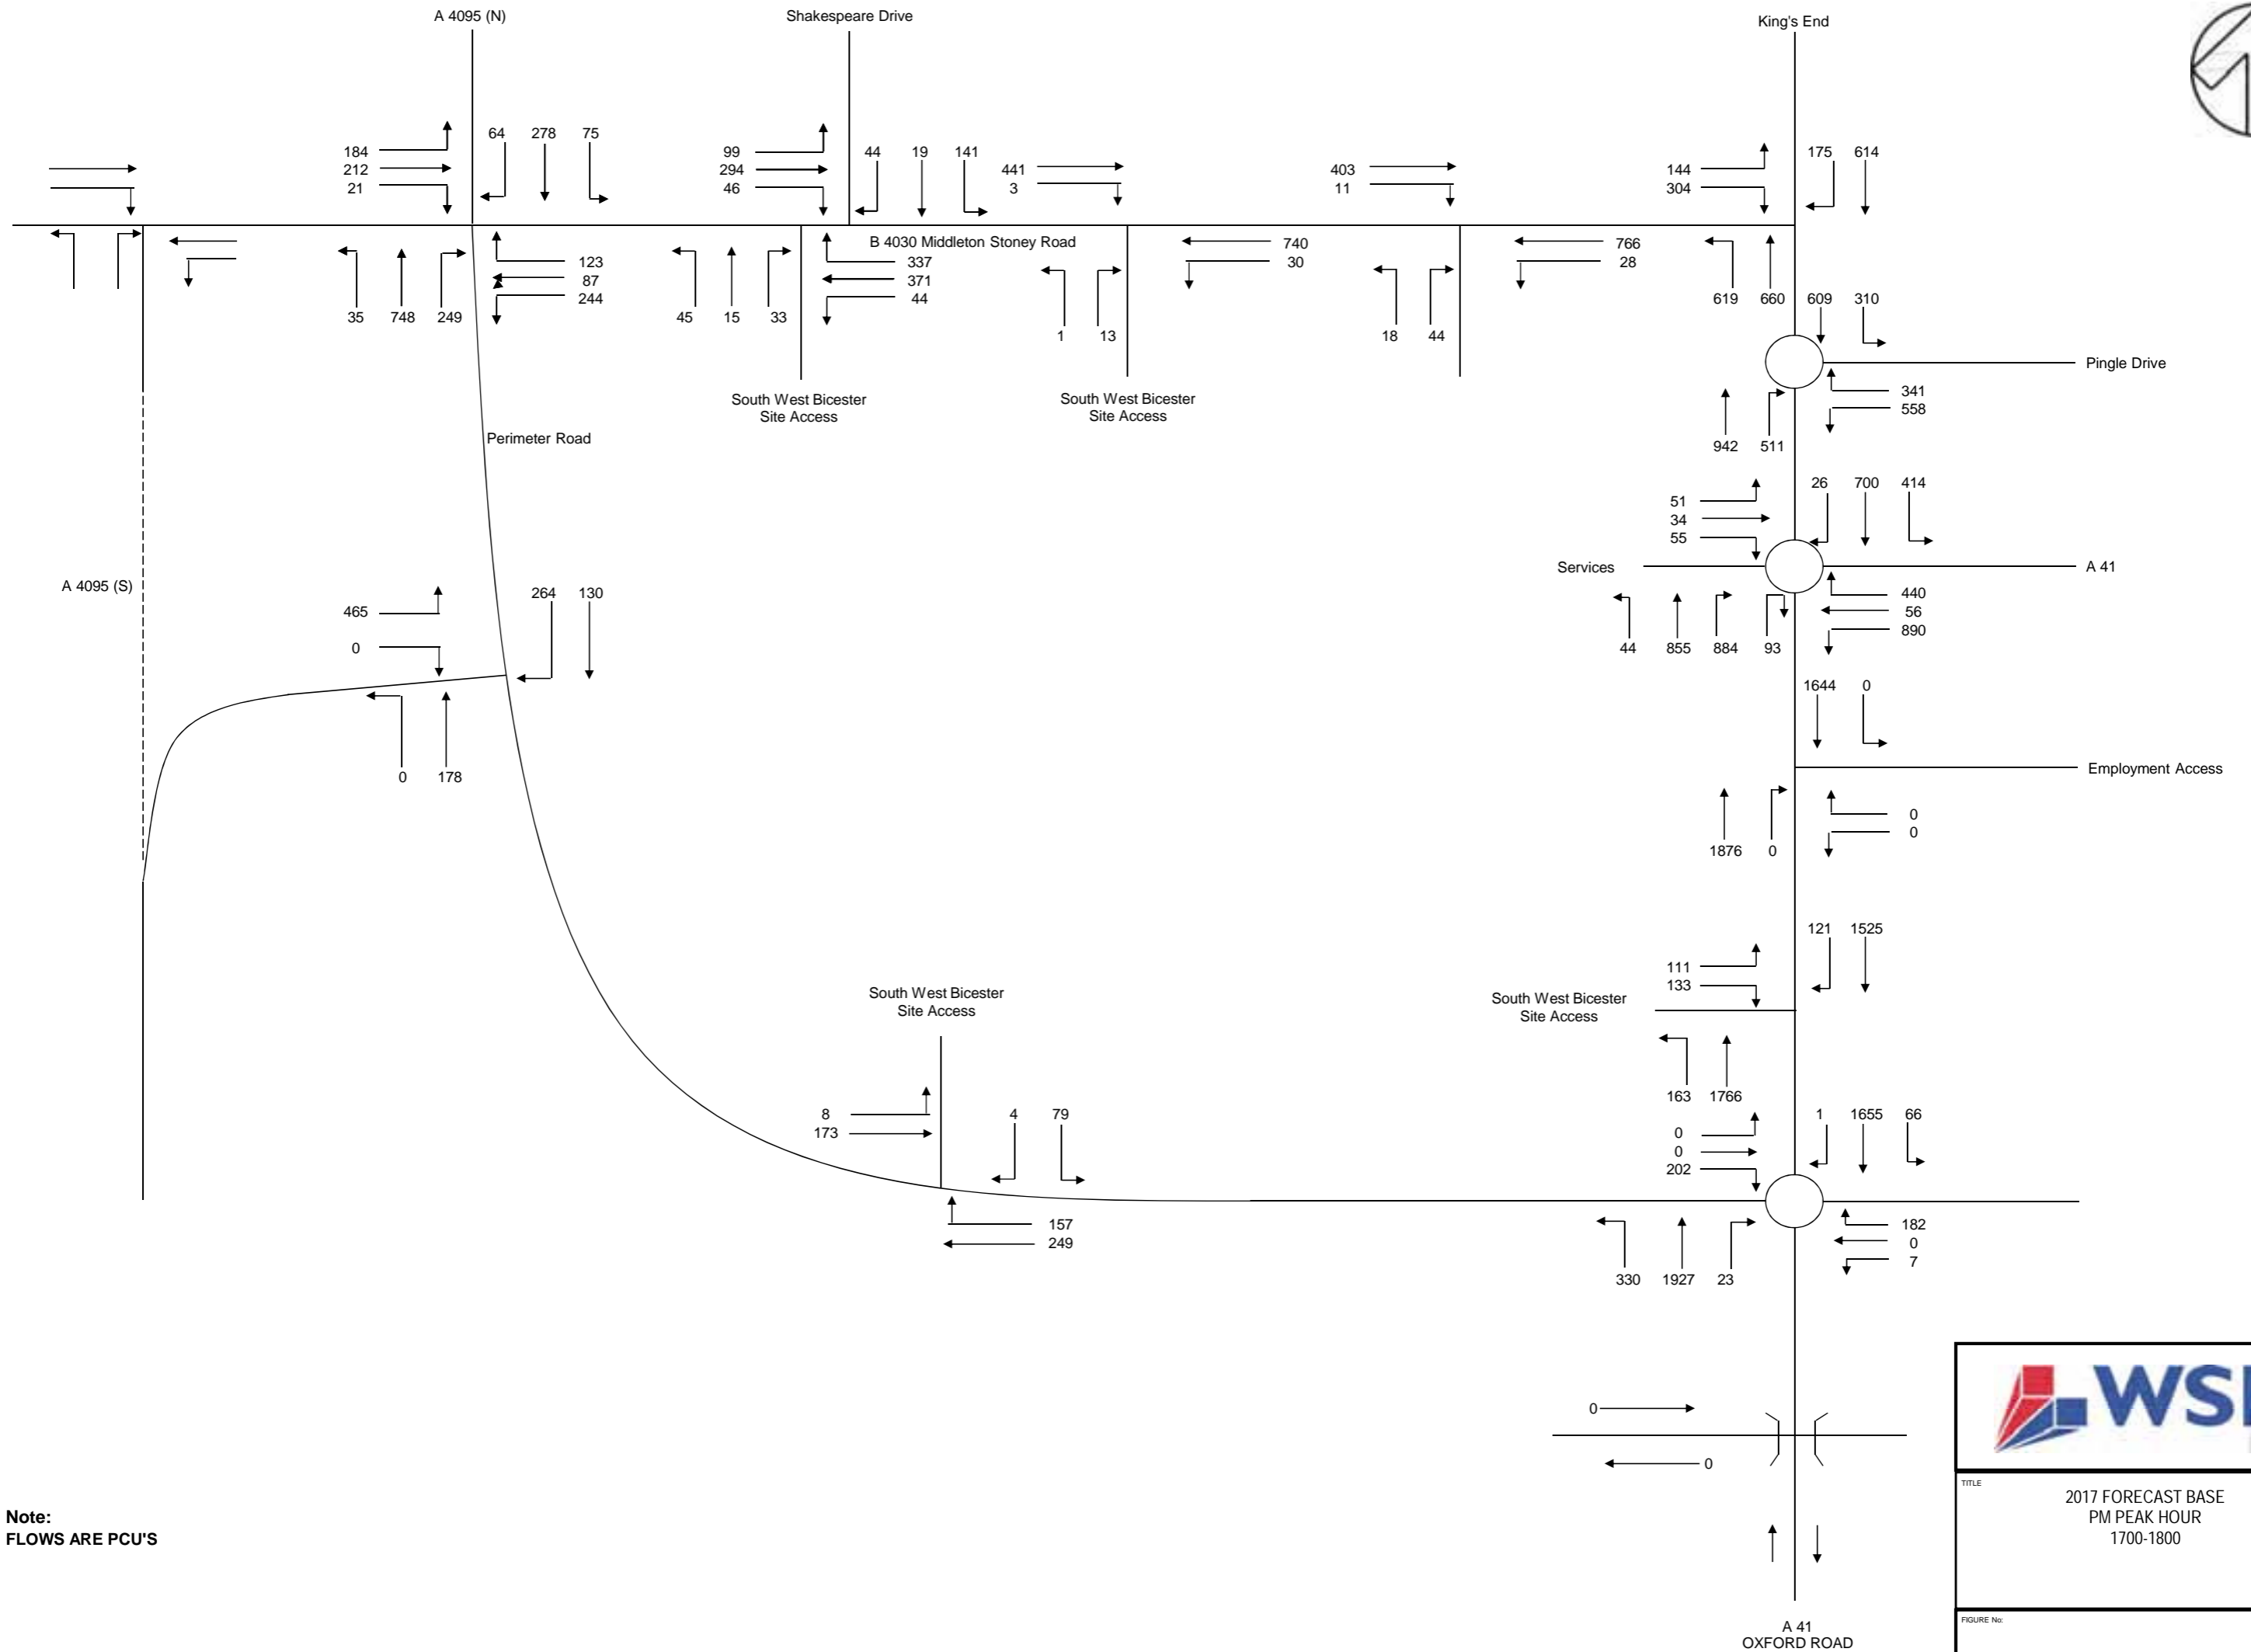 A 4095 (N)
Shakespeare Drive
King's End
64 278 75
184
212
21
99
294
46
44 19 141
441
3
403
11
144
304
175 614
B 4030 Middleton Stoney Road
35 748 249
123
87
244
45 15 33
337
371
44
1 13
740
30
18 44
766
28
619 660
609 310
Pingle Drive
South West Bicester
Site Access
South West Bicester
Site Access
341
558
942 511
Perimeter Road
26 700 414
51
34
55
Services
A 41
440
56
890
44 855 884 93
A 4095 (S)
264 130
465
0
0 178
1644 0
Employment Access
0
0
1876 0
121 1525
111
133
South West Bicester
Site Access
South West Bicester
Site Access
163 1766
8
173
4 79
0
0
202
1 1655 66
157
249
330 1927 23
182
0
7
0
0
Note:
FLOWS ARE PCU'S
TITLE
2017 FORECAST BASE
PM PEAK HOUR
1700-1800
FIGURE No:
A 41
OXFORD ROAD